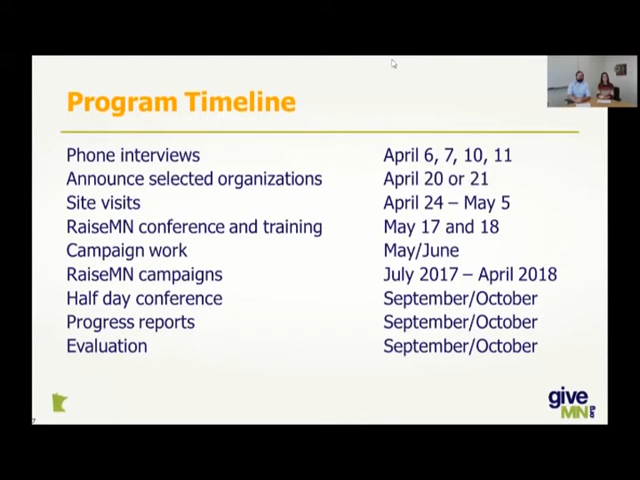 Program Timeline
Phone interviews April 6, 7, 10, 11
Announce selected organizations April 20 or 21
Site visits April 24 – May 5
RaiseMN conference and training May 17 and 18
Campaign work May/June
RaiseMN campaigns July 2017 – April 2018
Half day conference September/October
Progress reports September/October
Evaluation September/October
7
give
MN.org